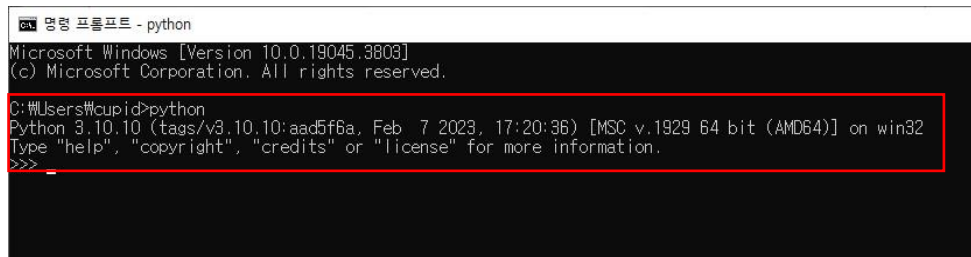 명령 프롬프트 - python
Microsoft Windows [Version 10.0.19045.3803]
(c) Microsoft Corporation. All rights reserved.
C:₩Users₩cupid>python
Python 3.10.10 (tags/v3.10.10:aad5f6a, Feb  7 2023, 17:20:36) [MSC v.1929 64 bit (AMD64)] on win32
Type "help", "copyright", "credits" or "license" for more information.
>>>